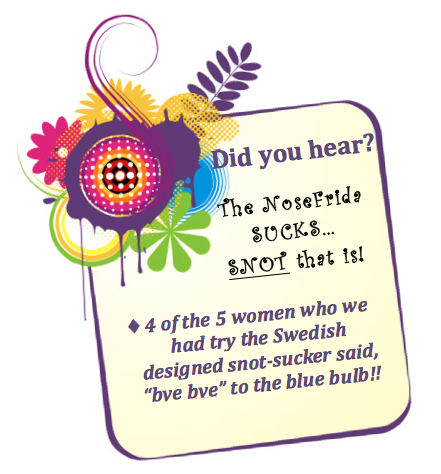 Did you hear?
The NoseFrida
SUCKS...
SNOT that is!
♦ 4 of the 5 women who we
had try the Swedish
designed snot-sucker said,
“bye bye” to the blue bulb!!